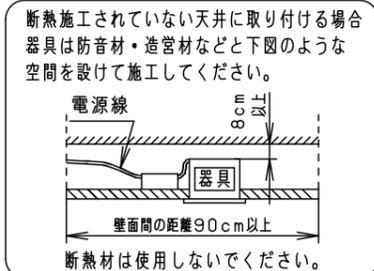 断熱施工されていない天井に取り付ける場合
器具は防音材・造営材などと下図のような
空間を設けて施工してください。
電源線
8cm
以上
器具
壁面間の距離90cm以上
断熱材は使用しないでください。